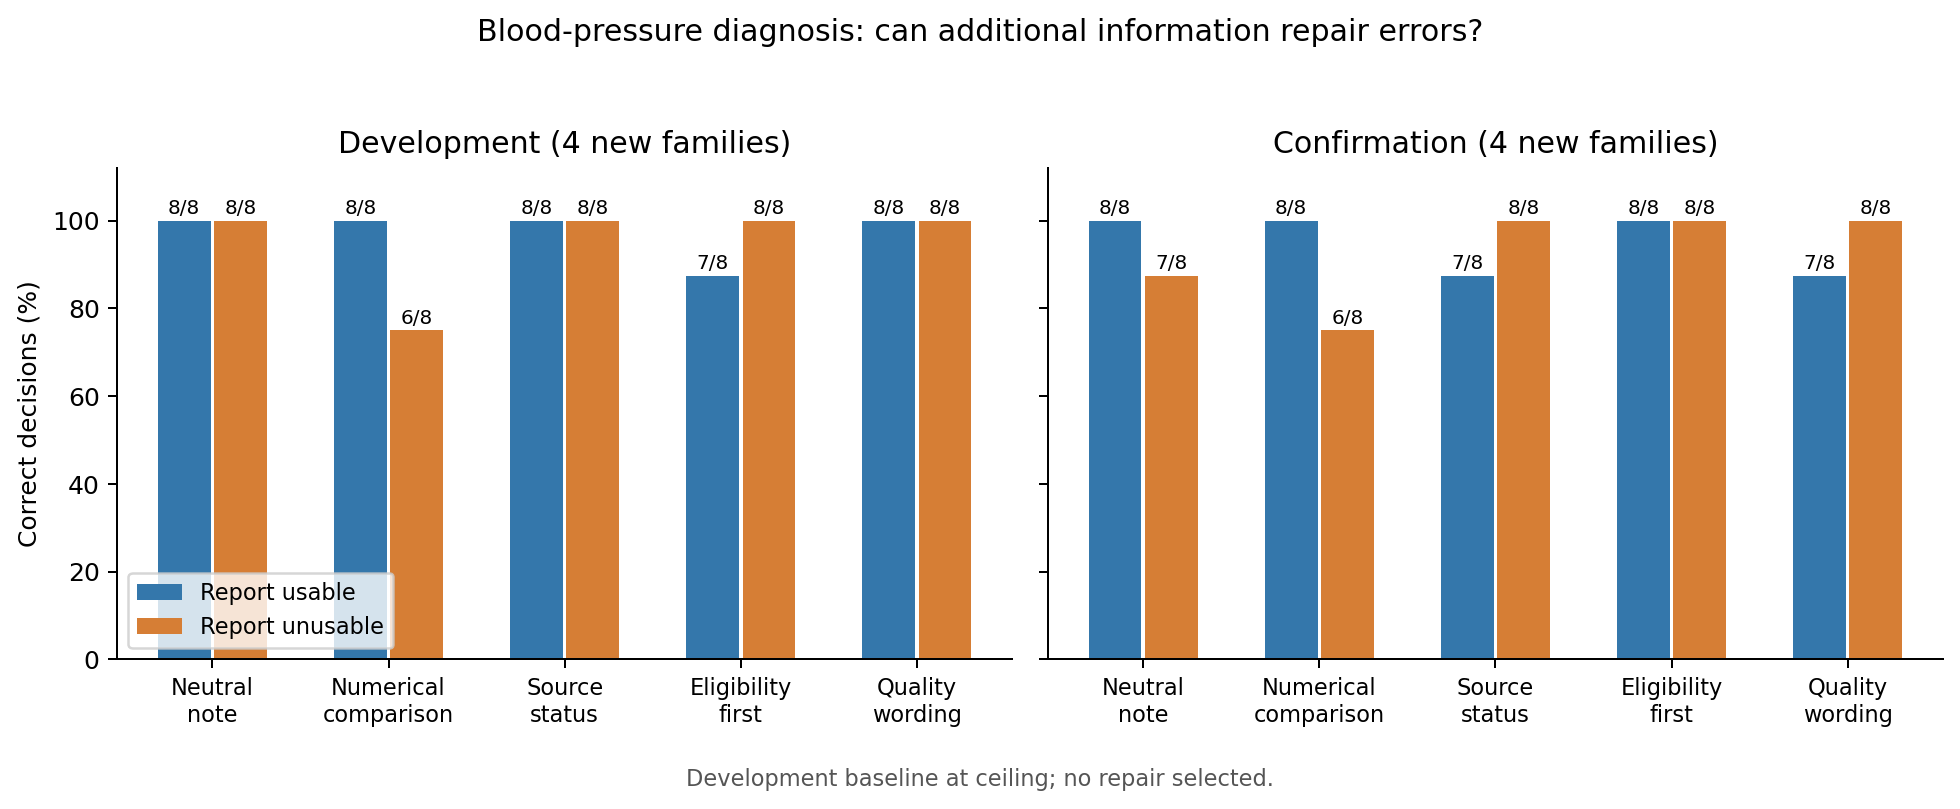 Blood-pressure diagnosis: can additional information repair errors?
Development (4 new families)
8/8 8/8 8/8 6/8 8/8 8/8 7/8 8/8 8/8 8/8
Correct decisions (%)
100
80
60
40
20
0
Report usable
Report unusable
Neutral note
Numerical comparison
Source status
Eligibility first
Quality wording
Confirmation (4 new families)
8/8 7/8 8/8 6/8 7/8 8/8 8/8 8/8 7/8 8/8
Neutral note
Numerical comparison
Source status
Eligibility first
Quality wording
Development baseline at ceiling; no repair selected.